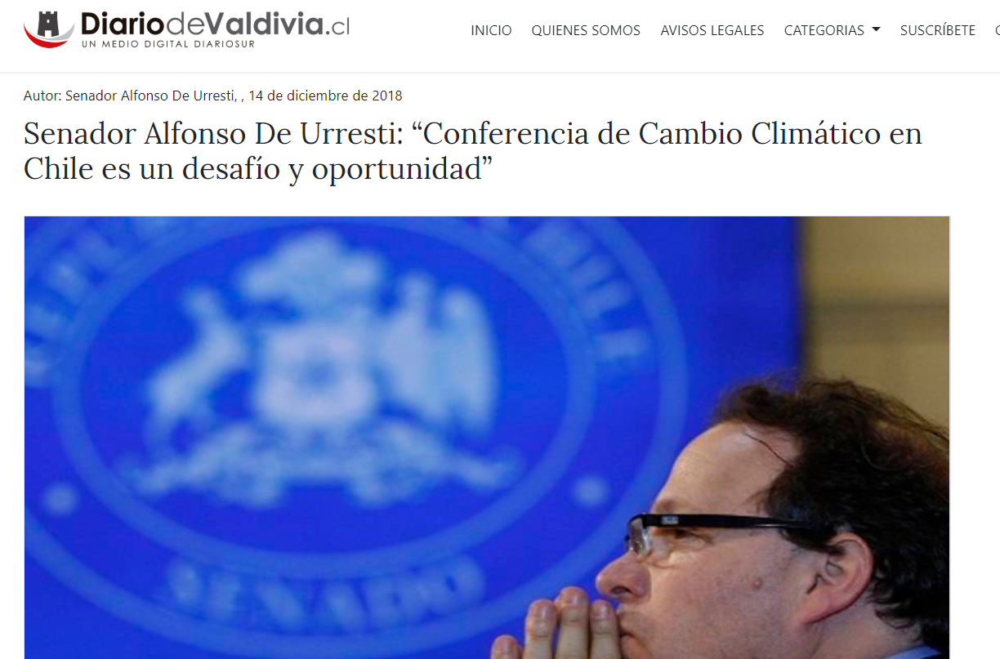 DiariodeValdivia.cl
UN MEDIO DIGITAL DIARIOSUR
INICIO QUIENES SOMOS AVISOS LEGALES CATEGORIAS SUSCRÍBETE
Autor: Senador Alfonso De Urresti, , 14 de diciembre de 2018
Senador Alfonso De Urresti: “Conferencia de Cambio Climático en
Chile es un desafío y oportunidad”
SENADO